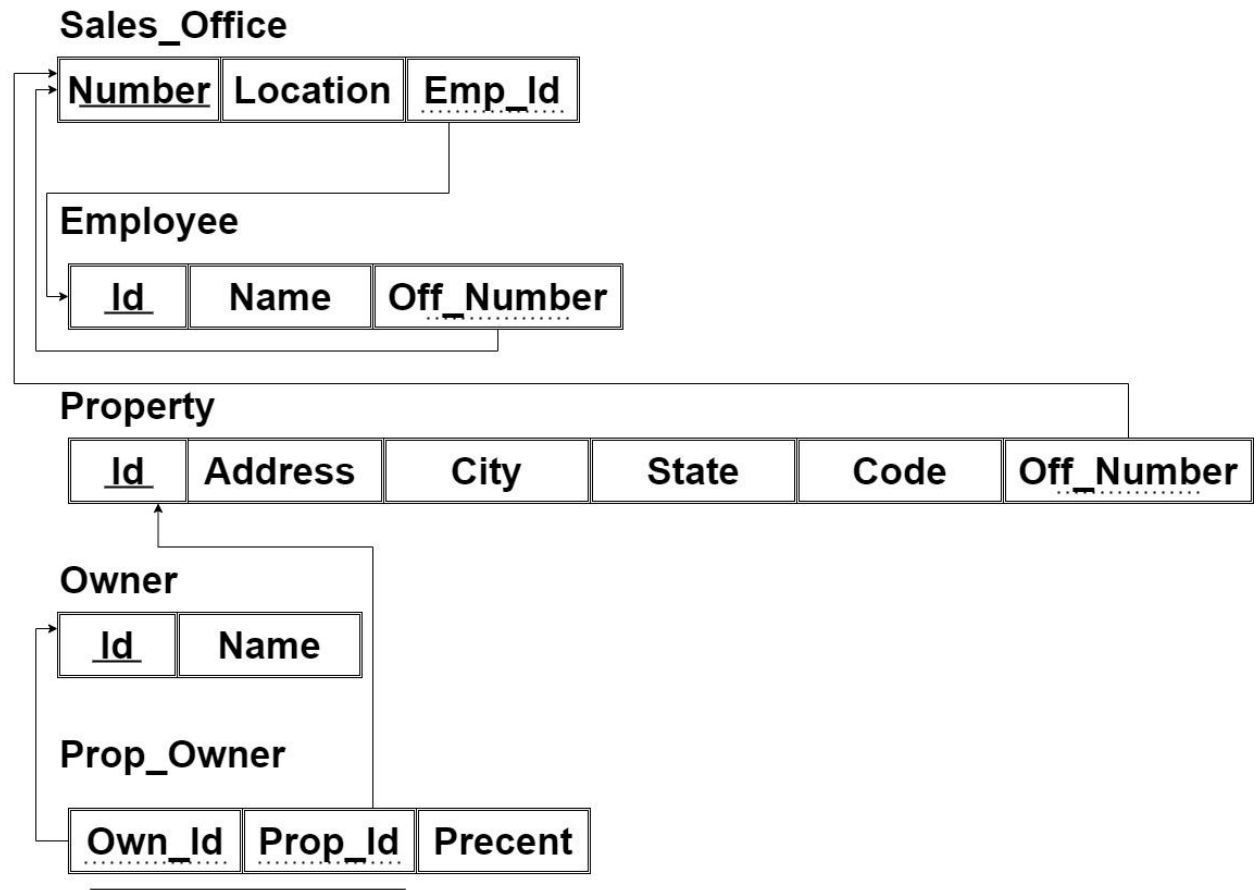 Sales_Office
Number Location Emp_Id
Employee
Id Name Off_Number
Property
Id Address City State Code Off_Number
Owner
Id Name
Prop_Owner
Own_Id Prop_Id Precent